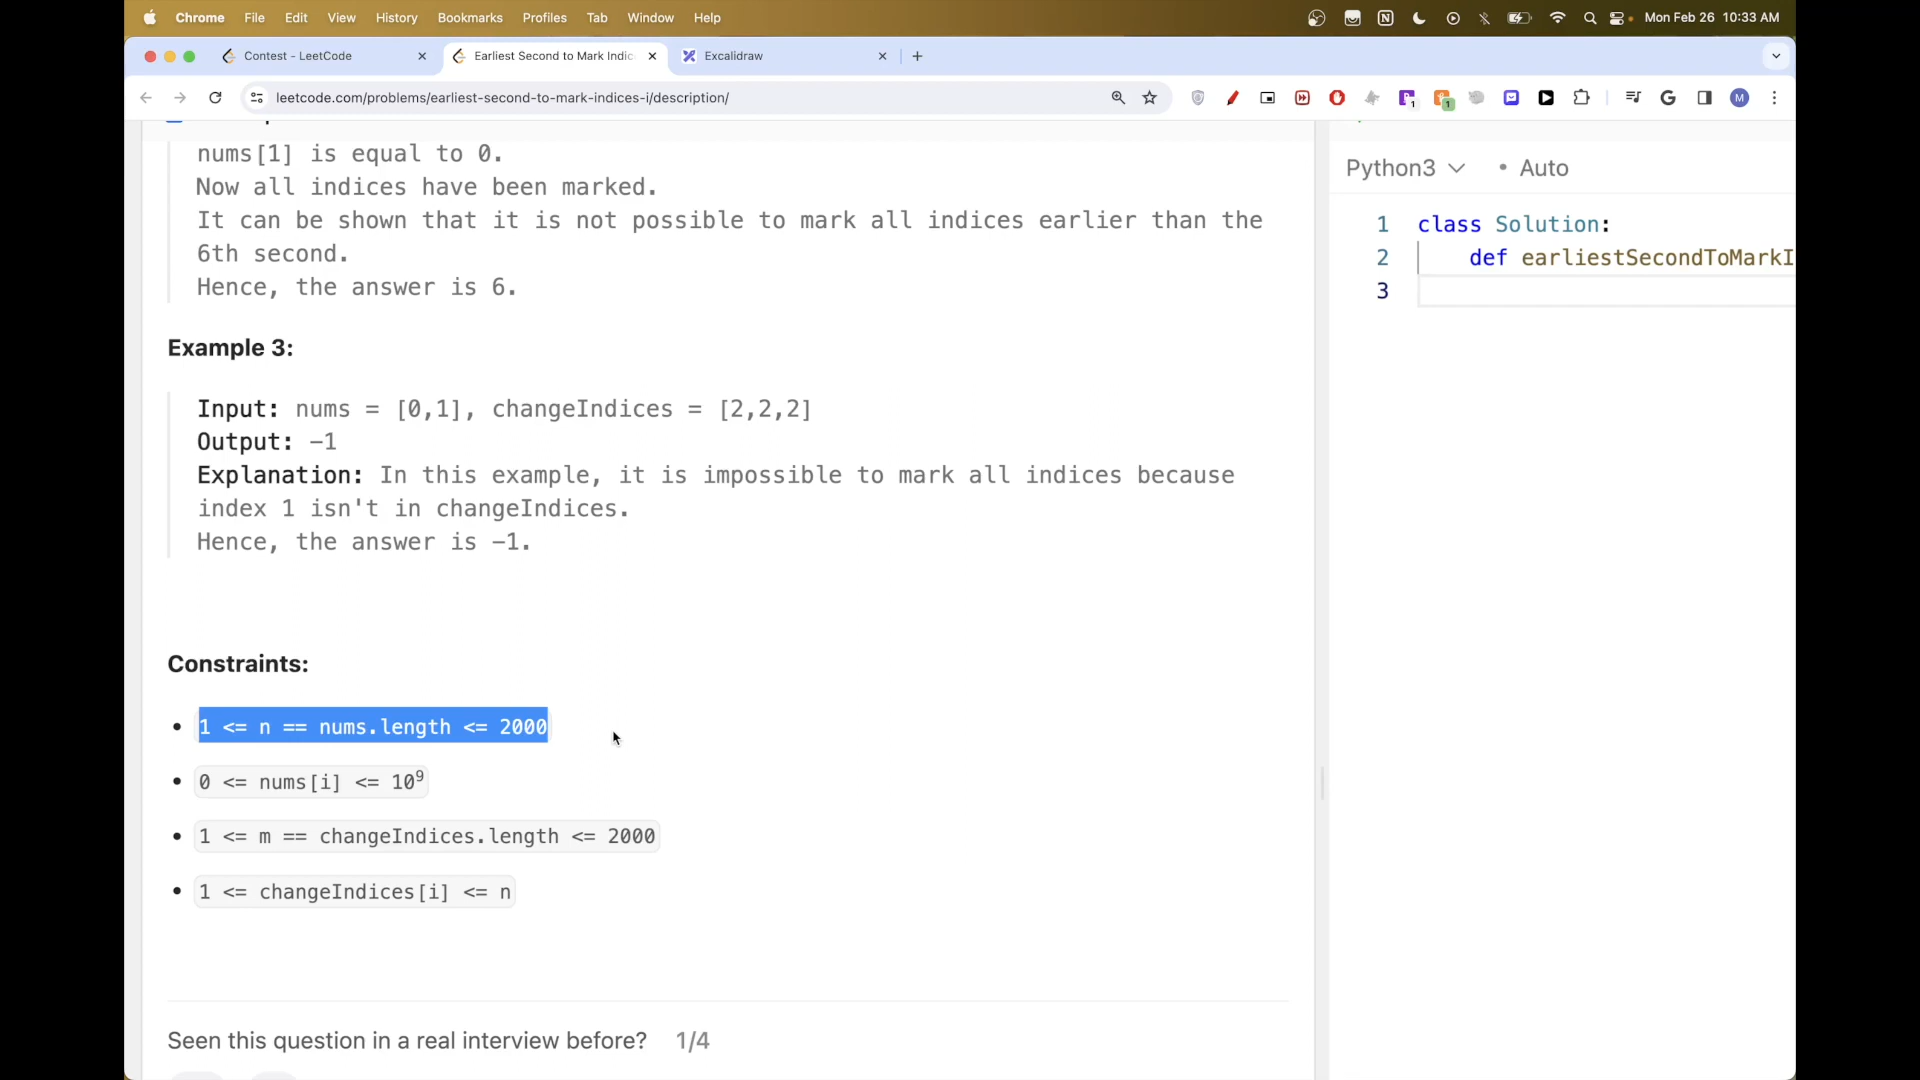 Chrome File Edit View History Bookmarks Profiles Tab Window Help Mon Feb 26 10:33 AM
Contest - LeetCode Earliest Second to Mark Indic Excalidraw
leetcode.com/problems/earliest-second-to-mark-indices-i/description/
nums[1] is equal to 0.
Now all indices have been marked.
It can be shown that it is not possible to mark all indices earlier than the
6th second.
Hence, the answer is 6.
Example 3:
Input: nums = [0,1], changeIndices = [2,2,2]
Output: -1
Explanation: In this example, it is impossible to mark all indices because
index 1 isn't in changeIndices.
Hence, the answer is -1.
Constraints:
• 1 <= n == nums.length <= 2000
• 0 <= nums[i] <= 10⁹
• 1 <= m == changeIndices.length <= 2000
• 1 <= changeIndices[i] <= n
Seen this question in a real interview before? 1/4
Python3 • Auto
1 class Solution:
2 def earliestSecondToMarkI
3